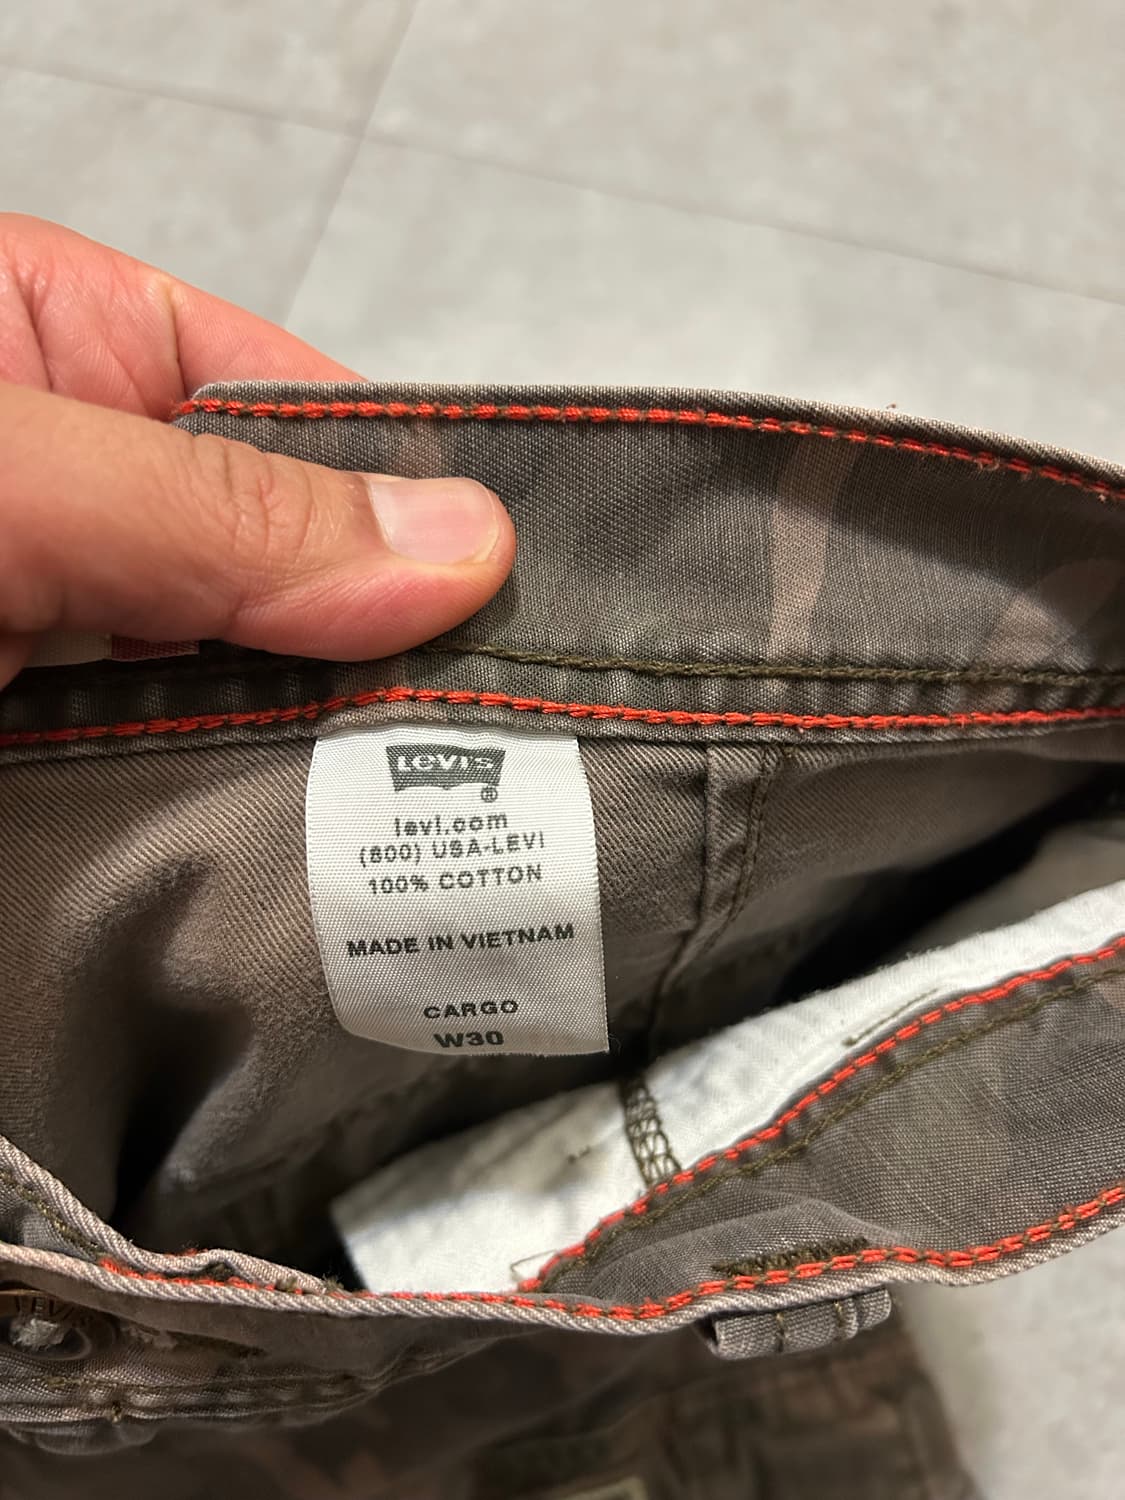 Levi's
®
levi.com
(800) USA-LEVI
100% COTTON
MADE IN VIETNAM
CARGO
W30